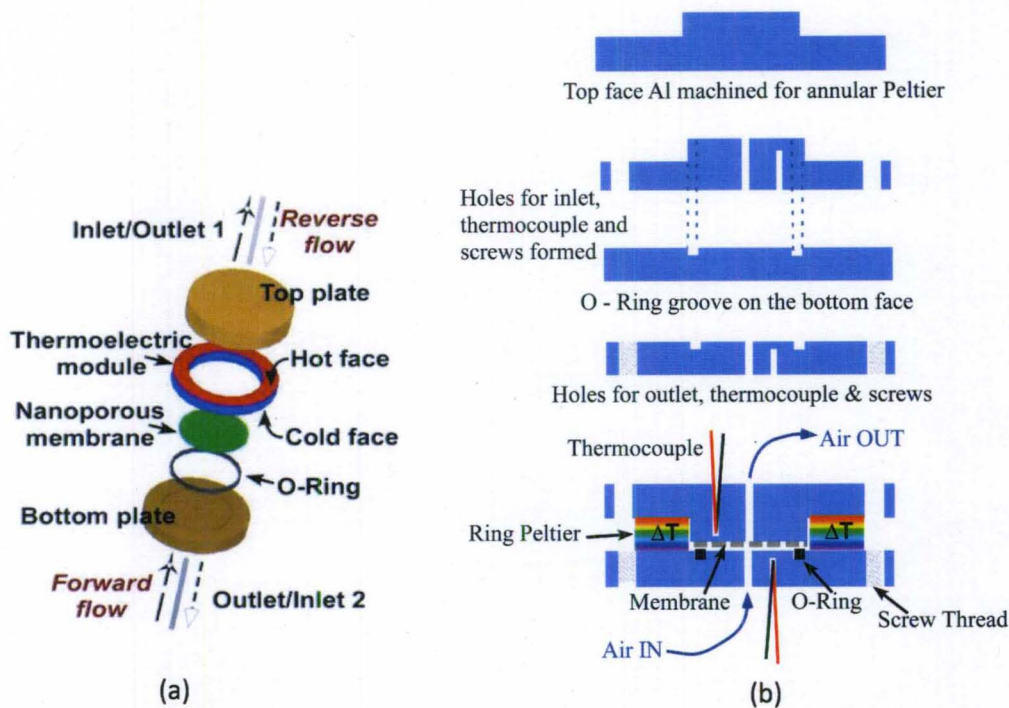 Inlet/Outlet 1
Reverse
flow
Top plate
Thermoelectric
module
Hot face
Nanoporous
membrane
Cold face
O-Ring
Bottom plate
Forward
flow
Outlet/Inlet 2
(a)
Top face Al machined for annular Peltier
Holes for inlet,
thermocouple and
screws formed
O - Ring groove on the bottom face
Holes for outlet, thermocouple & screws
Thermocouple
Air OUT
Ring Peltier
ΔT
ΔT
Membrane
O-Ring
Screw Thread
Air IN
(b)